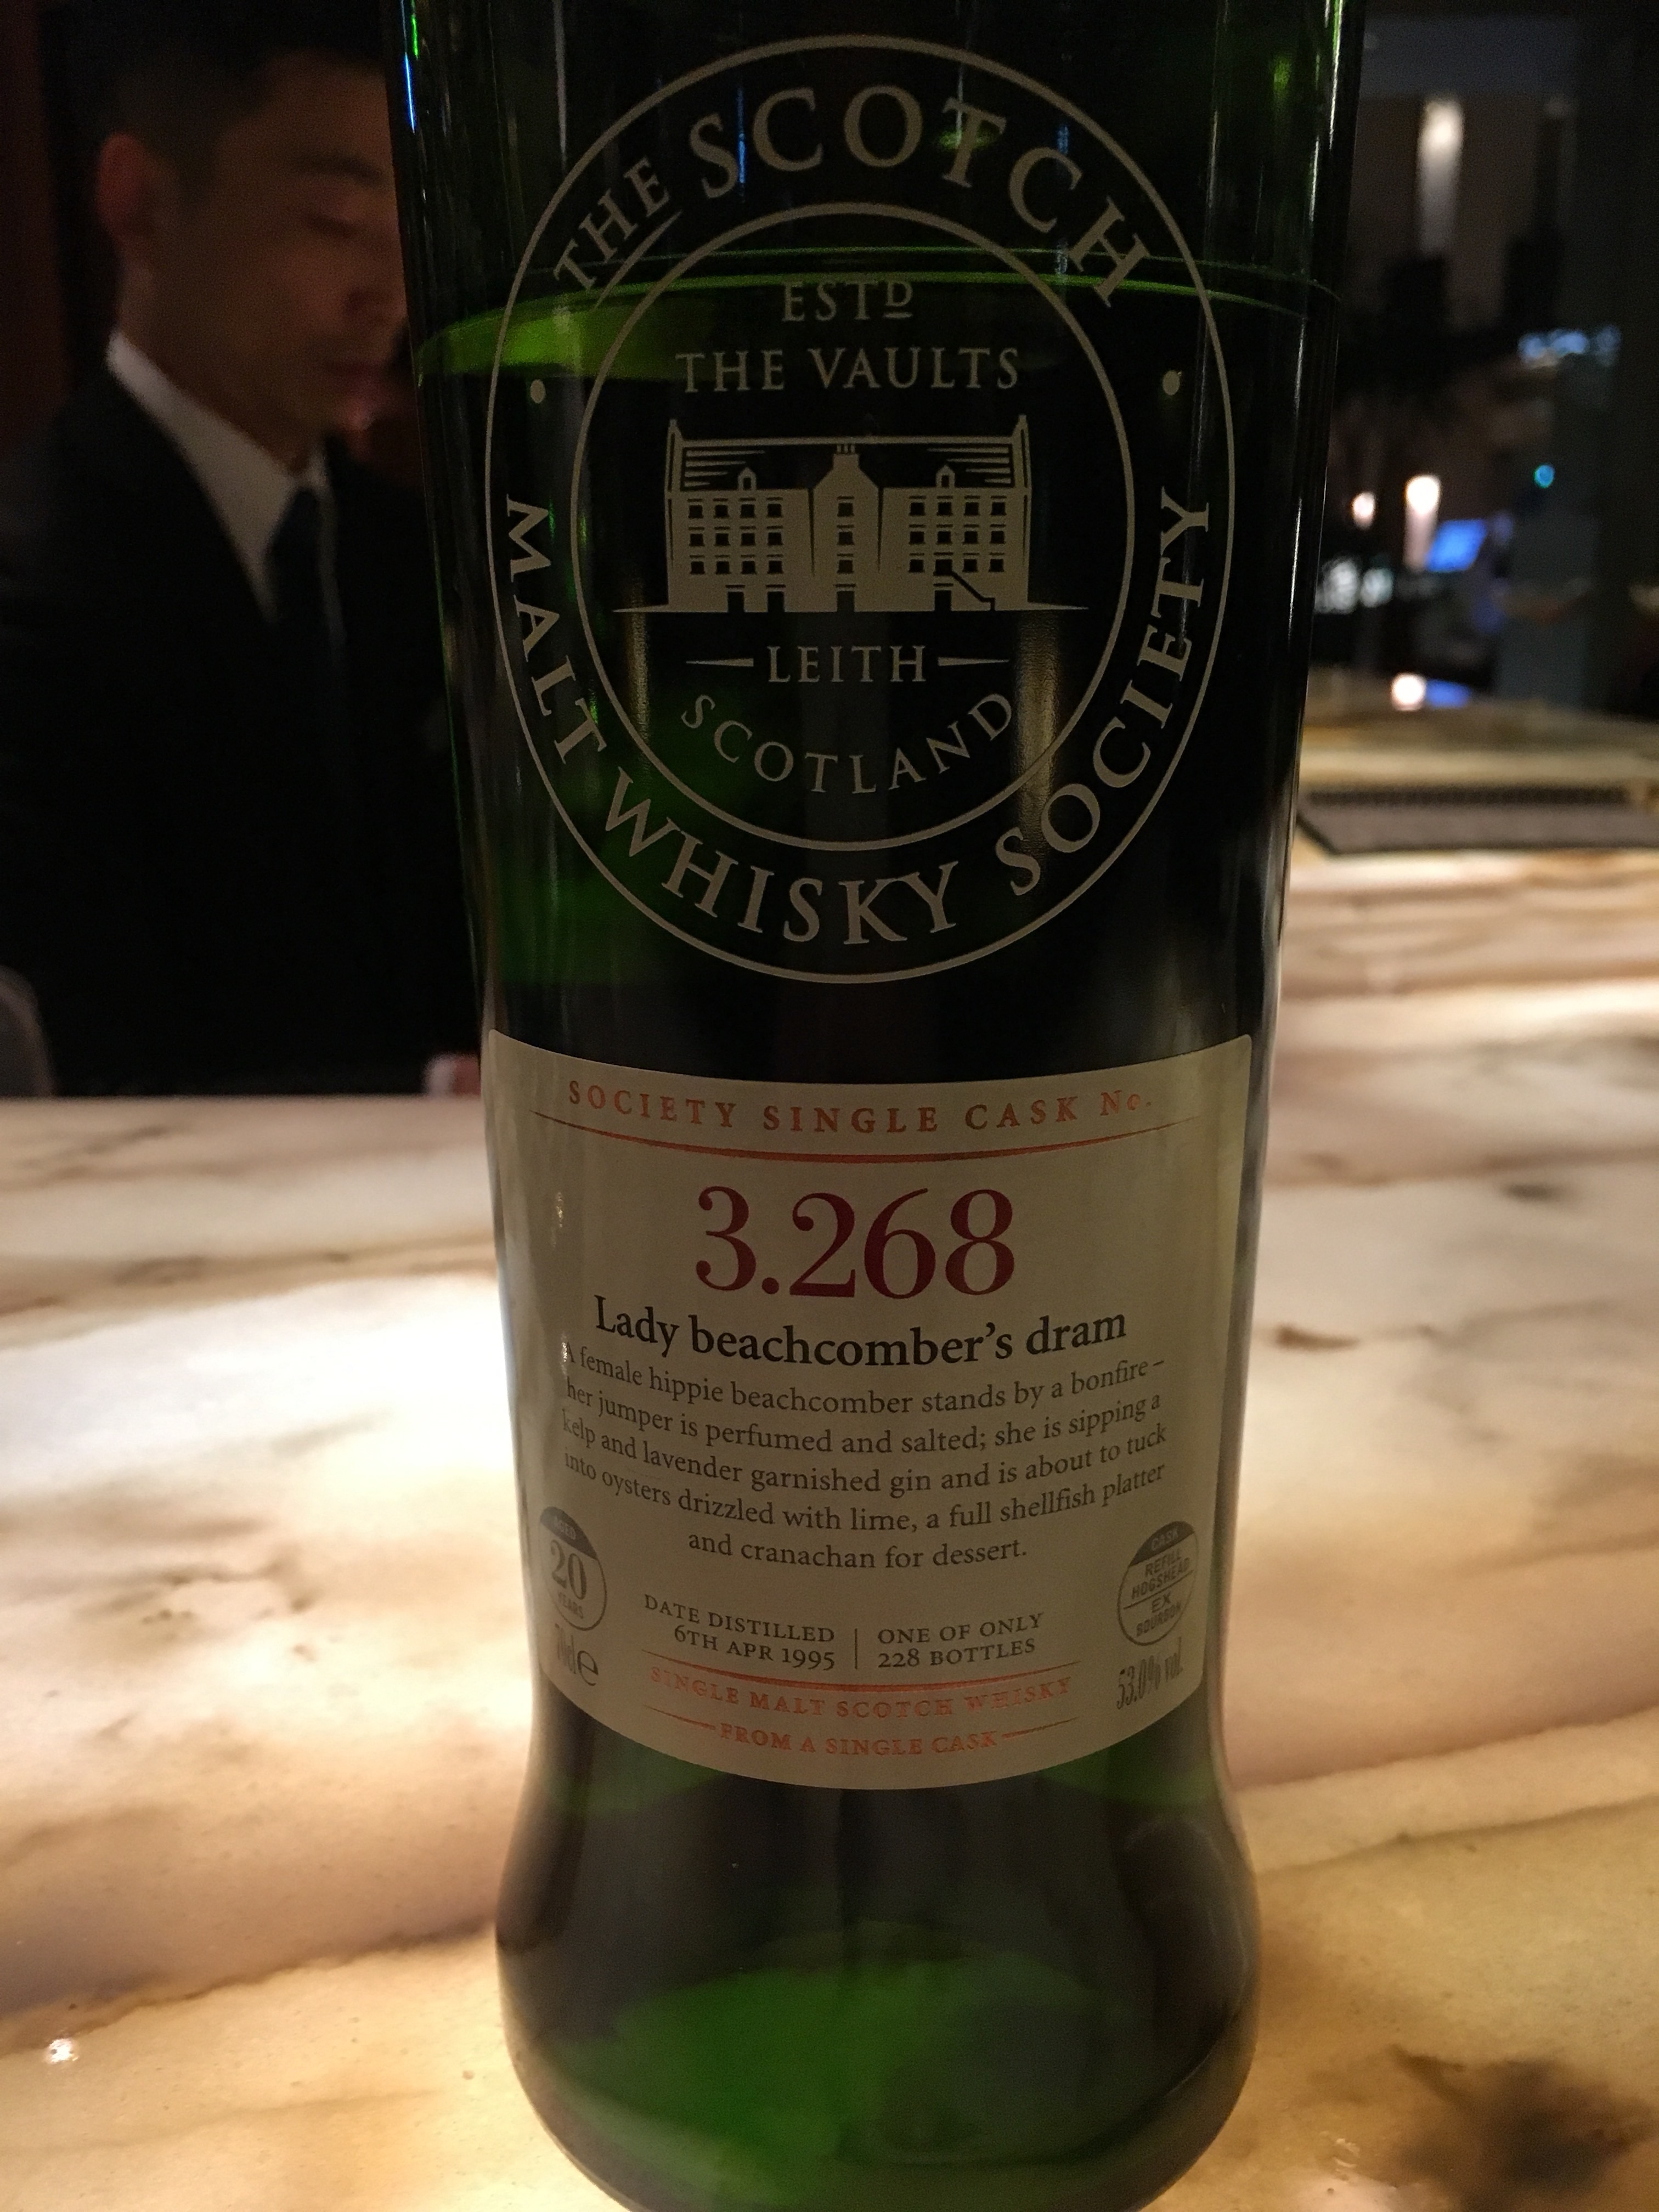 THE SCOTCH
MALT WHISKY SOCIETY
ESTD
THE VAULTS
LEITH
SCOTLAND
SOCIETY SINGLE CASK No.
3.268
Lady beachcomber's dram
A female hippie beachcomber stands by a bonfire –
her jumper is perfumed and salted; she is sipping a
kelp and lavender garnished gin and is about to tuck
into oysters drizzled with lime, a full shellfish platter
and cranachan for dessert.
AGED
20
YEARS
70cl e
DATE DISTILLED
6TH APR 1995
ONE OF ONLY
228 BOTTLES
CASK
REFILL
HOGSHEAD
EX
BOURBON
53.0% vol.
SINGLE MALT SCOTCH WHISKY
FROM A SINGLE CASK